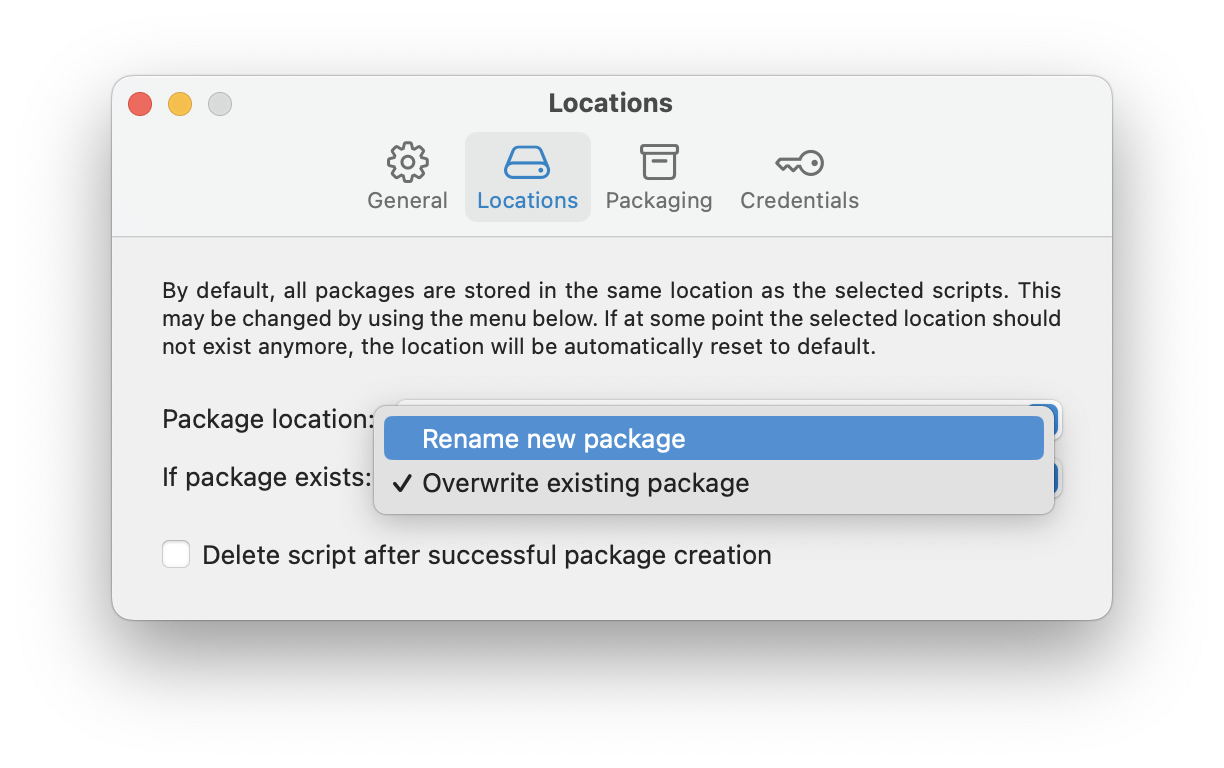 Locations
General
Locations
Packaging
Credentials
By default, all packages are stored in the same location as the selected scripts. This
may be changed by using the menu below. If at some point the selected location should
not exist anymore, the location will be automatically reset to default.
Package location:
Rename new package
If package exists:
Overwrite existing package
Delete script after successful package creation